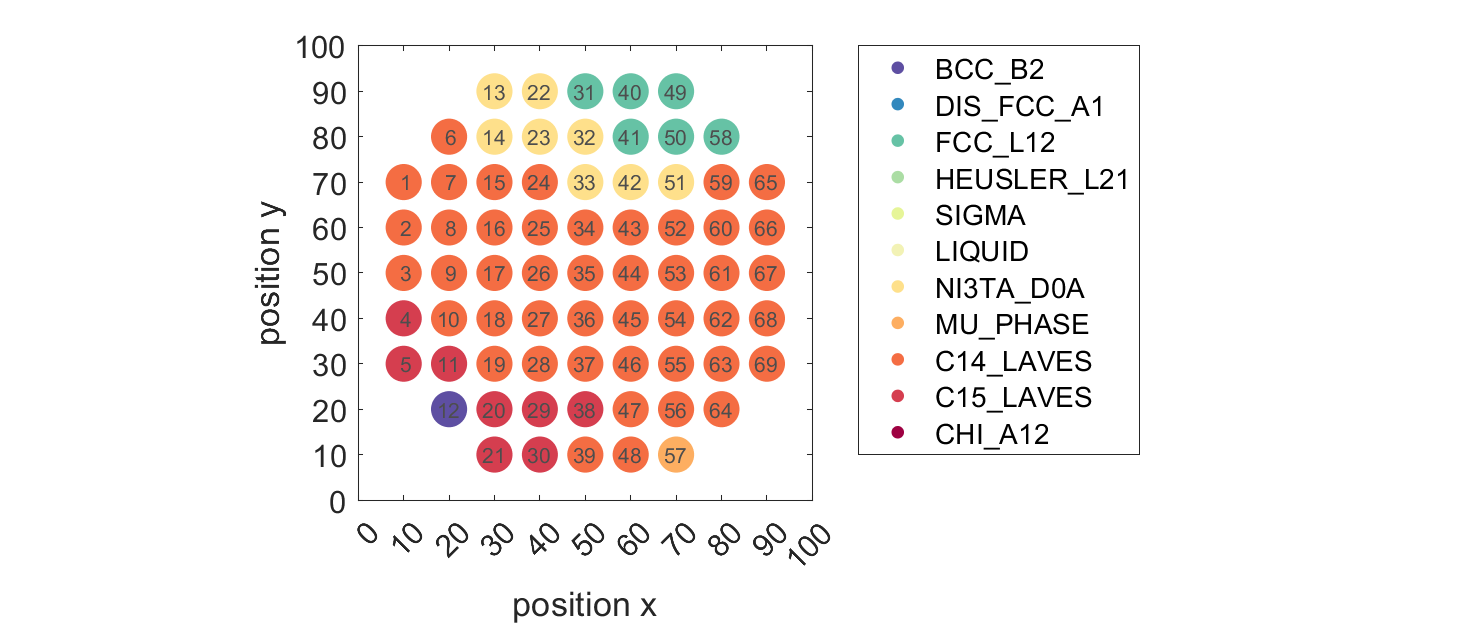 100
90
80
70
60
50
40
30
20
10
0
position y
13 22 31 40 49
6 14 23 32 41 50 58
1 7 15 24 33 42 51 59 65
2 8 16 25 34 43 52 60 66
3 9 17 26 35 44 53 61 67
4 10 18 27 36 45 54 62 68
5 11 19 28 37 46 55 63 69
12 20 29 38 47 56 64
21 30 39 48 57
0 10 20 30 40 50 60 70 80 90 100
position x
BCC_B2
DIS_FCC_A1
FCC_L12
HEUSLER_L21
SIGMA
LIQUID
NI3TA_D0A
MU_PHASE
C14_LAVES
C15_LAVES
CHI_A12